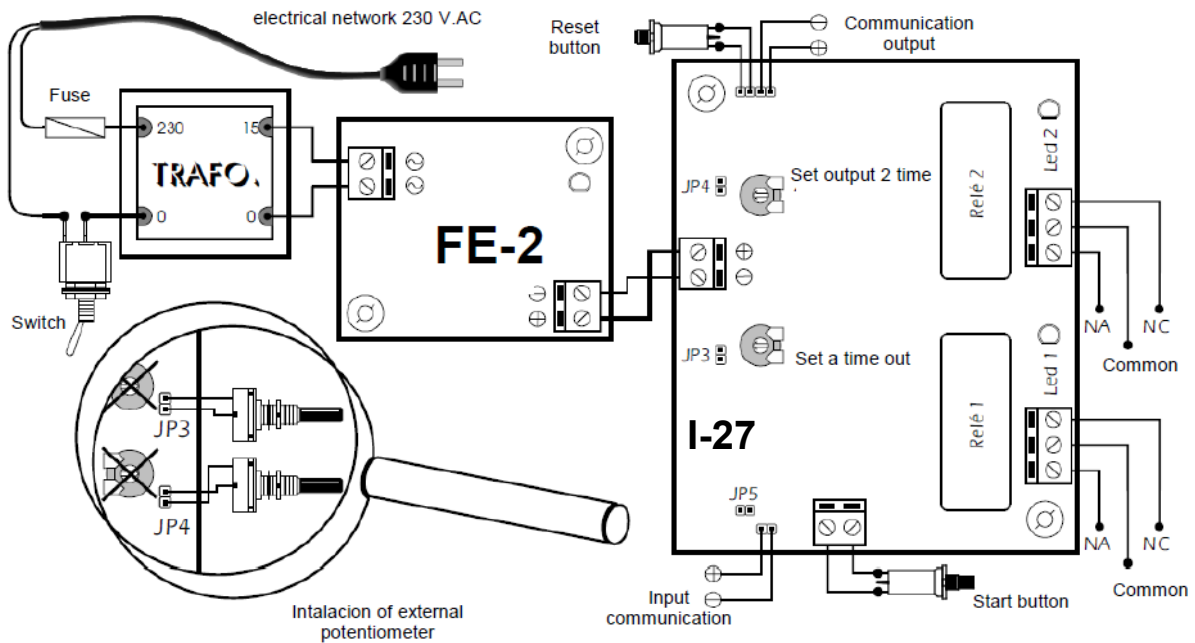 electrical network 230 V.AC
Fuse
230
15
TRAFO.
0
0
Switch
FE-2
Reset
button
Communication
output
JP4
Set output 2 time
Relé 2
Led 2
NA
NC
Common
JP3
Set a time out
I-27
Relé 1
Led 1
NA
NC
Common
JP5
Input
communication
Start button
JP3
JP4
Intalacion of external
potentiometer